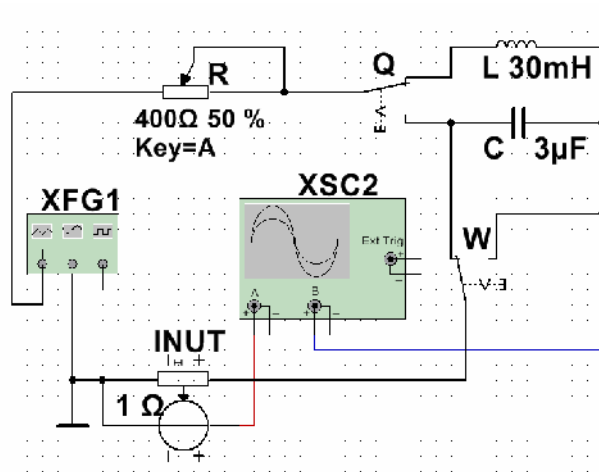 R
Q
L 30mH
400Ω 50 %
Key=A
C 3µF
XFG1
XSC2
Ext Trig
W
A
B
INUT
1 Ω